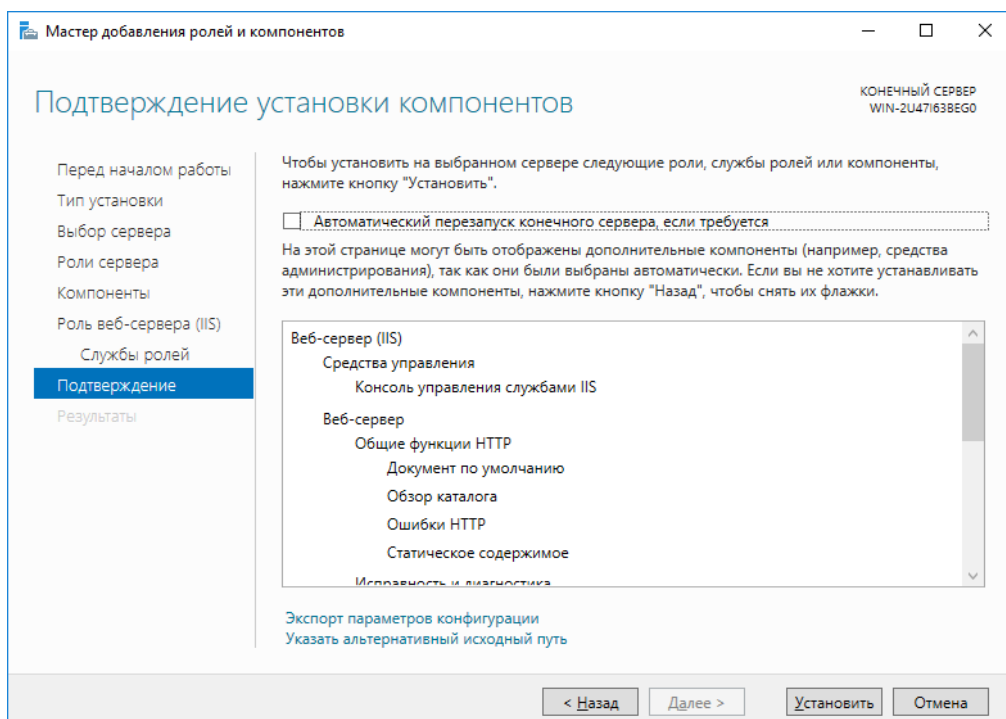 Мастер добавления ролей и компонентов
Подтверждение установки компонентов
КОНЕЧНЫЙ СЕРВЕР
WIN-2U47I63BEG0
Перед началом работы
Тип установки
Выбор сервера
Роли сервера
Компоненты
Роль веб-сервера (IIS)
Службы ролей
Подтверждение
Результаты
Чтобы установить на выбранном сервере следующие роли, службы ролей или компоненты,
нажмите кнопку "Установить".
Автоматический перезапуск конечного сервера, если требуется
На этой странице могут быть отображены дополнительные компоненты (например, средства
администрирования), так как они были выбраны автоматически. Если вы не хотите устанавливать
эти дополнительные компоненты, нажмите кнопку "Назад", чтобы снять их флажки.
Веб-сервер (IIS)
Средства управления
Консоль управления службами IIS
Веб-сервер
Общие функции HTTP
Документ по умолчанию
Обзор каталога
Ошибки HTTP
Статическое содержимое
Исправность и диагностика
Экспорт параметров конфигурации
Указать альтернативный исходный путь
< Назад
Далее >
Установить
Отмена